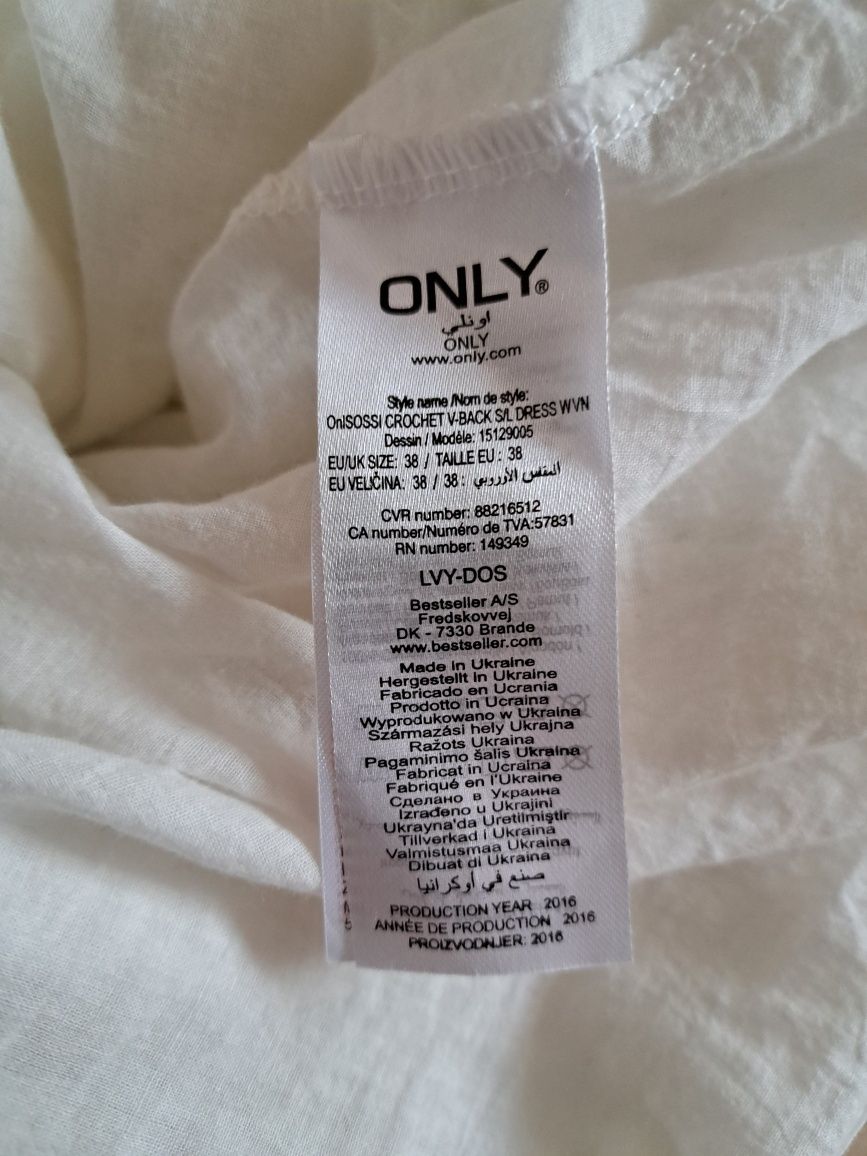 ONLY®
اونلي
ONLY
www.only.com
Style name /Nom de style:
OnlSOSSI CROCHET V-BACK S/L DRESS WVN
Dessin / Modèle: 15129005
EU/UK SIZE: 38 / TAILLE EU : 38
EU VELIČINA: 38 / 38 : المقاس الأوروبي
CVR number: 88216512
CA number/Numéro de TVA:57831
RN number: 149349
LVY-DOS
Bestseller A/S
Fredskovvej
DK - 7330 Brande
www.bestseller.com
Made in Ukraine
Hergestellt in Ukraine
Fabricado en Ucrania
Prodotto in Ucraina
Wyprodukowano w Ukraina
Származási hely Ukrajna
Ražots Ukraina
Pagaminimo šalis Ukraina
Fabricat in Ucraina
Fabriqué en l'Ukraine
Сделано в Украина
Izrađeno u Ukrajini
Ukrayna'da Uretilmiştir
Tillverkad i Ukraina
Valmistusmaa Ukraina
Dibuat di Ukraina
صنع في أوكرانيا
PRODUCTION YEAR 2016
ANNÉE DE PRODUCTION 2016
PROIZVODNJER: 2016